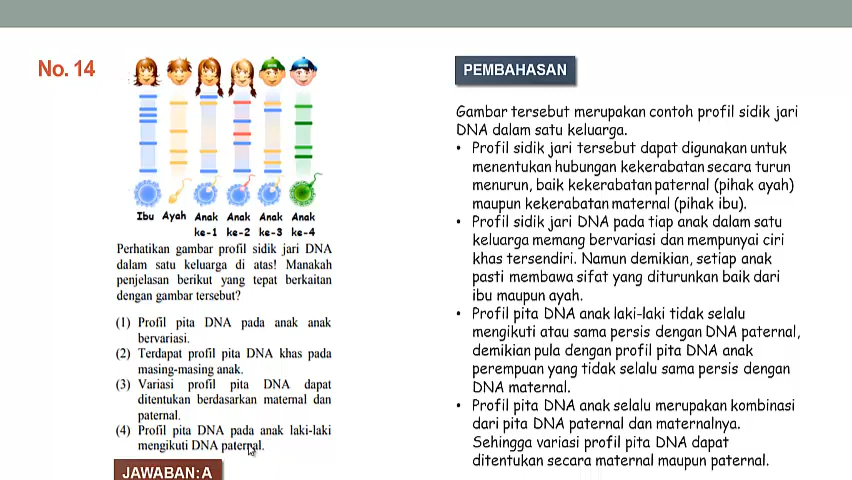 No. 14
Ibu Ayah Anak Anak Anak Anak
ke-1 ke-2 ke-3 ke-4
Perhatikan gambar profil sidik jari DNA
dalam satu keluarga di atas! Manakah
penjelasan berikut yang tepat berkaitan
dengan gambar tersebut?
(1) Profil pita DNA pada anak anak
bervariasi.
(2) Terdapat profil pita DNA khas pada
masing-masing anak.
(3) Variasi profil pita DNA dapat
ditentukan berdasarkan maternal dan
paternal.
(4) Profil pita DNA pada anak laki-laki
mengikuti DNA paternal.
JAWABAN:A
PEMBAHASAN
Gambar tersebut merupakan contoh profil sidik jari
DNA dalam satu keluarga.
• Profil sidik jari tersebut dapat digunakan untuk
menentukan hubungan kekerabatan secara turun
menurun, baik kekerabatan paternal (pihak ayah)
maupun kekerabatan maternal (pihak ibu).
• Profil sidik jari DNA pada tiap anak dalam satu
keluarga memang bervariasi dan mempunyai ciri
khas tersendiri. Namun demikian, setiap anak
pasti membawa sifat yang diturunkan baik dari
ibu maupun ayah.
• Profil pita DNA anak laki-laki tidak selalu
mengikuti atau sama persis dengan DNA paternal,
demikian pula dengan profil pita DNA anak
perempuan yang tidak selalu sama persis dengan
DNA maternal.
• Profil pita DNA anak selalu merupakan kombinasi
dari pita DNA paternal dan maternalnya.
Sehingga variasi profil pita DNA dapat
ditentukan secara maternal maupun paternal.